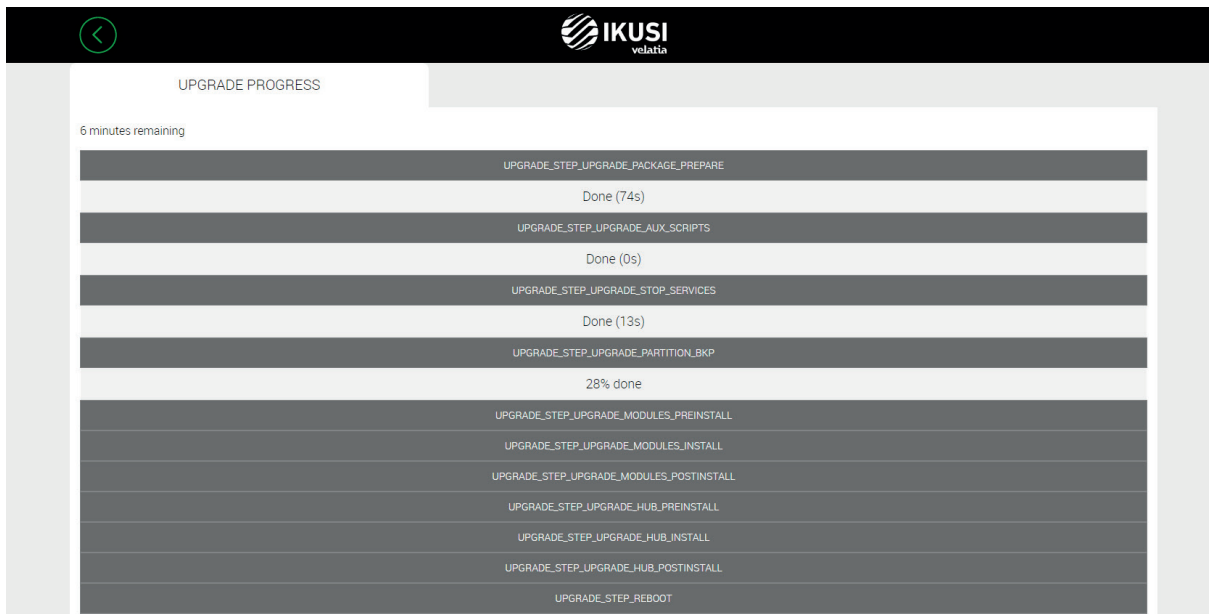 IKUSI
velatia
UPGRADE PROGRESS
6 minutes remaining
UPGRADE_STEP_UPGRADE_PACKAGE_PREPARE
Done (74s)
UPGRADE_STEP_UPGRADE_AUX_SCRIPTS
Done (0s)
UPGRADE_STEP_UPGRADE_STOP_SERVICES
Done (13s)
UPGRADE_STEP_UPGRADE_PARTITION_BKP
28% done
UPGRADE_STEP_UPGRADE_MODULES_PREINSTALL
UPGRADE_STEP_UPGRADE_MODULES_INSTALL
UPGRADE_STEP_UPGRADE_MODULES_POSTINSTALL
UPGRADE_STEP_UPGRADE_HUB_PREINSTALL
UPGRADE_STEP_UPGRADE_HUB_INSTALL
UPGRADE_STEP_UPGRADE_HUB_POSTINSTALL
UPGRADE_STEP_REBOOT